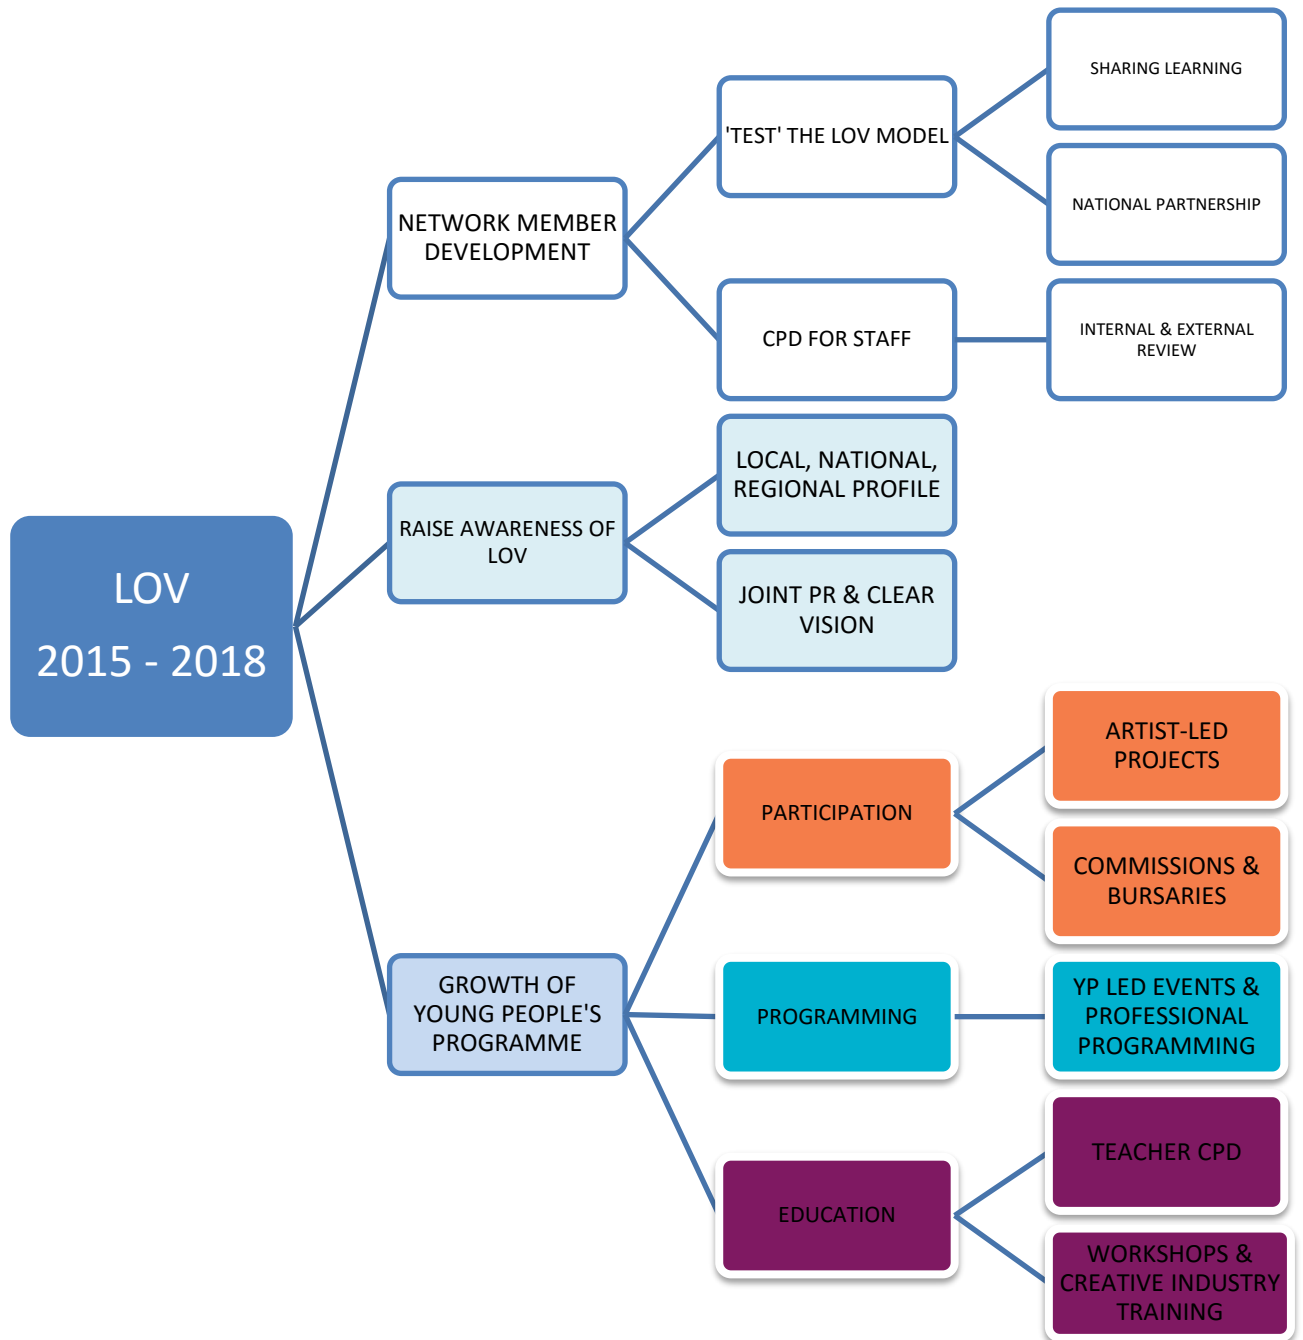 LOV
2015 - 2018
NETWORK MEMBER
DEVELOPMENT
'TEST' THE LOV MODEL
SHARING LEARNING
NATIONAL PARTNERSHIP
CPD FOR STAFF
INTERNAL & EXTERNAL
REVIEW
RAISE AWARENESS OF
LOV
LOCAL, NATIONAL,
REGIONAL PROFILE
JOINT PR & CLEAR
VISION
GROWTH OF
YOUNG PEOPLE'S
PROGRAMME
PARTICIPATION
ARTIST-LED
PROJECTS
COMMISSIONS &
BURSARIES
PROGRAMMING
YP LED EVENTS &
PROFESSIONAL
PROGRAMMING
EDUCATION
TEACHER CPD
WORKSHOPS &
CREATIVE INDUSTRY
TRAINING